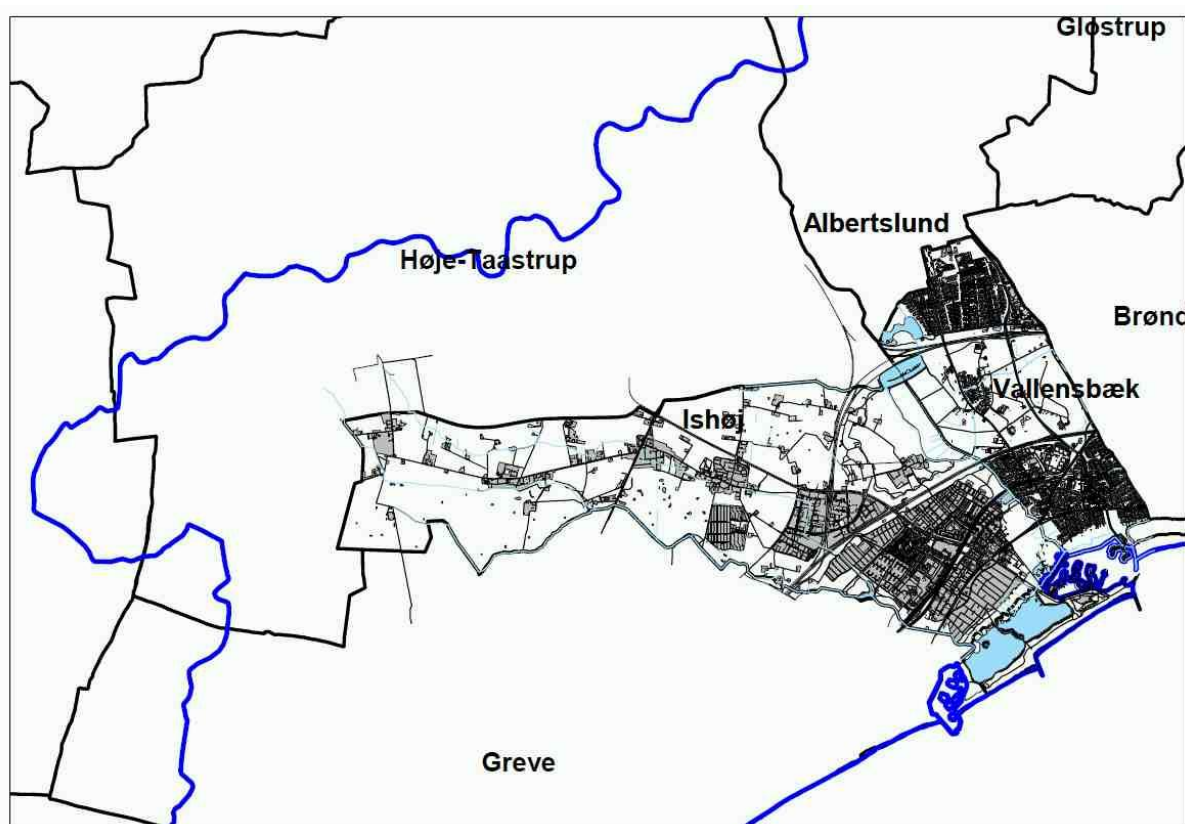 Glostrup
Albertslund
Høje-Taastrup
Brønd
Vallensbæk
Ishøj
Greve